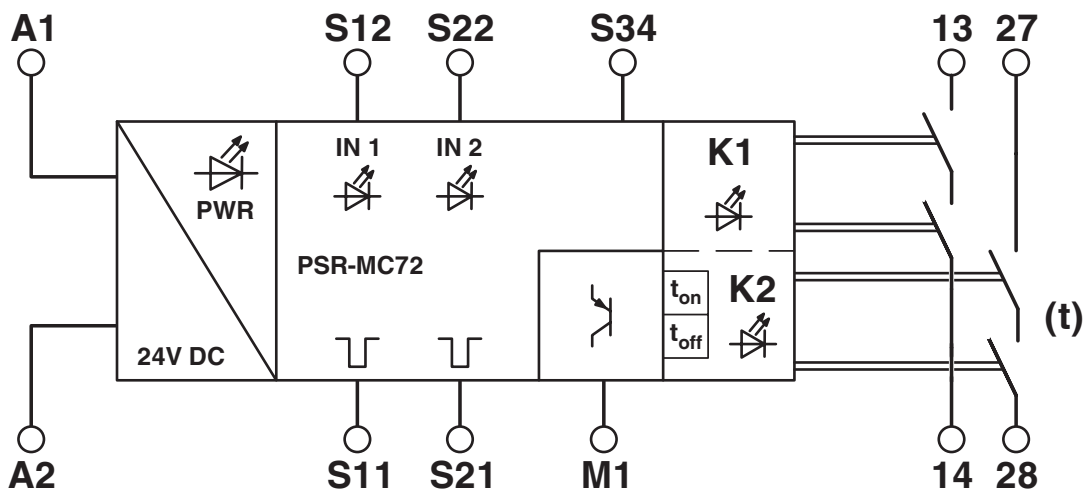 A1 S12 S22 S34 13 27
IN 1 IN 2 K1
PWR
PSR-MC72
t_on K2
(t)
t_off
24V DC
A2 S11 S21 M1 14 28